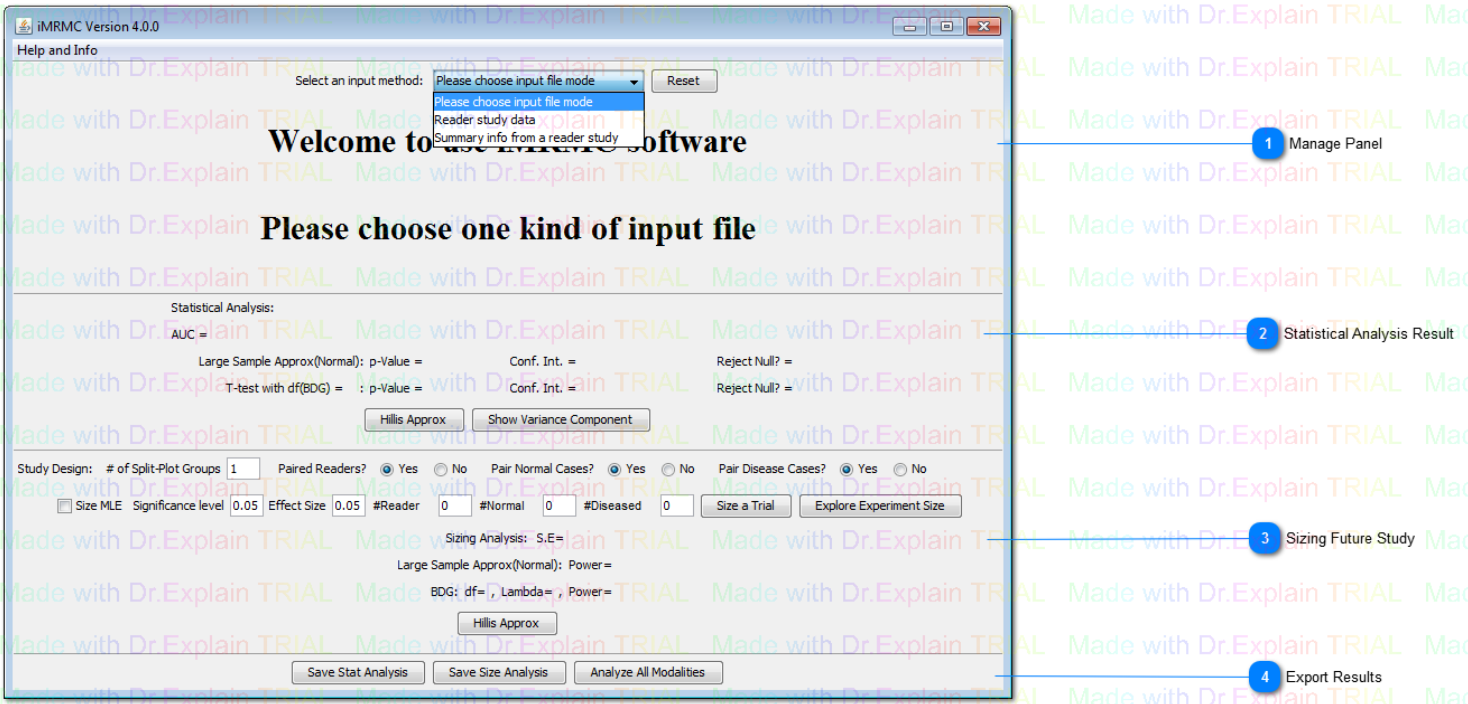 iMRMC Version 4.0.0
Help and Info
Select an input method: Please choose input file mode Reset
Please choose input file mode
Reader study data
Summary info from a reader study
Welcome to use iMRMC software
1 Manage Panel
Please choose one kind of input file
Statistical Analysis:
AUC =
2 Statistical Analysis Result
Large Sample Approx(Normal): p-Value = Conf. Int. = Reject Null? =
T-test with df(BDG) = : p-Value = Conf. Int. = Reject Null? =
Hillis Approx Show Variance Component
Study Design: # of Split-Plot Groups 1 Paired Readers? Yes No Pair Normal Cases? Yes No Pair Disease Cases? Yes No
Size MLE Significance level 0.05 Effect Size 0.05 #Reader 0 #Normal 0 #Diseased 0 Size a Trial Explore Experiment Size
Sizing Analysis: S.E=
3 Sizing Future Study
Large Sample Approx(Normal): Power=
BDG: df= , Lambda= , Power=
Hillis Approx
Save Stat Analysis Save Size Analysis Analyze All Modalities
4 Export Results
Made with Dr.Explain TRIAL